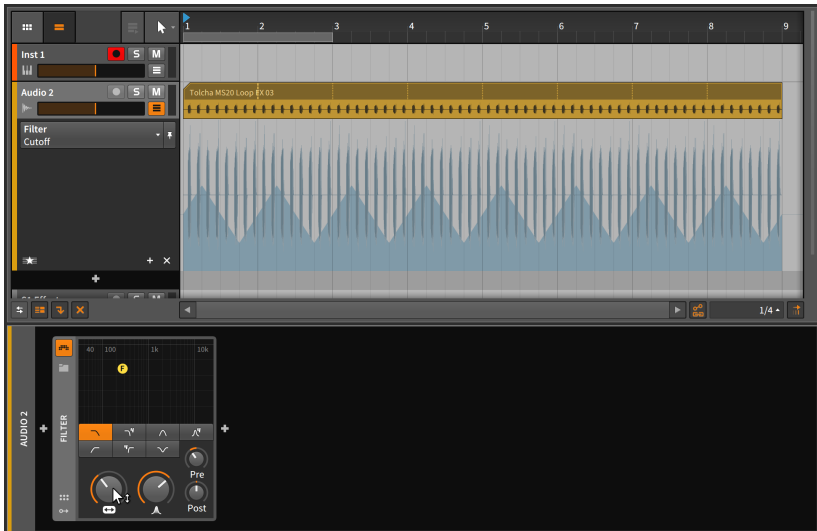 1 2 3 4 5 6 7 8 9
Inst 1
S M
Audio 2
S M
Tolcha MS20 Loop FX 03
Filter
Cutoff
+ ×
+
S M
1/4
40 100 1k 10k
F
AUDIO 2
FILTER
Pre
Post